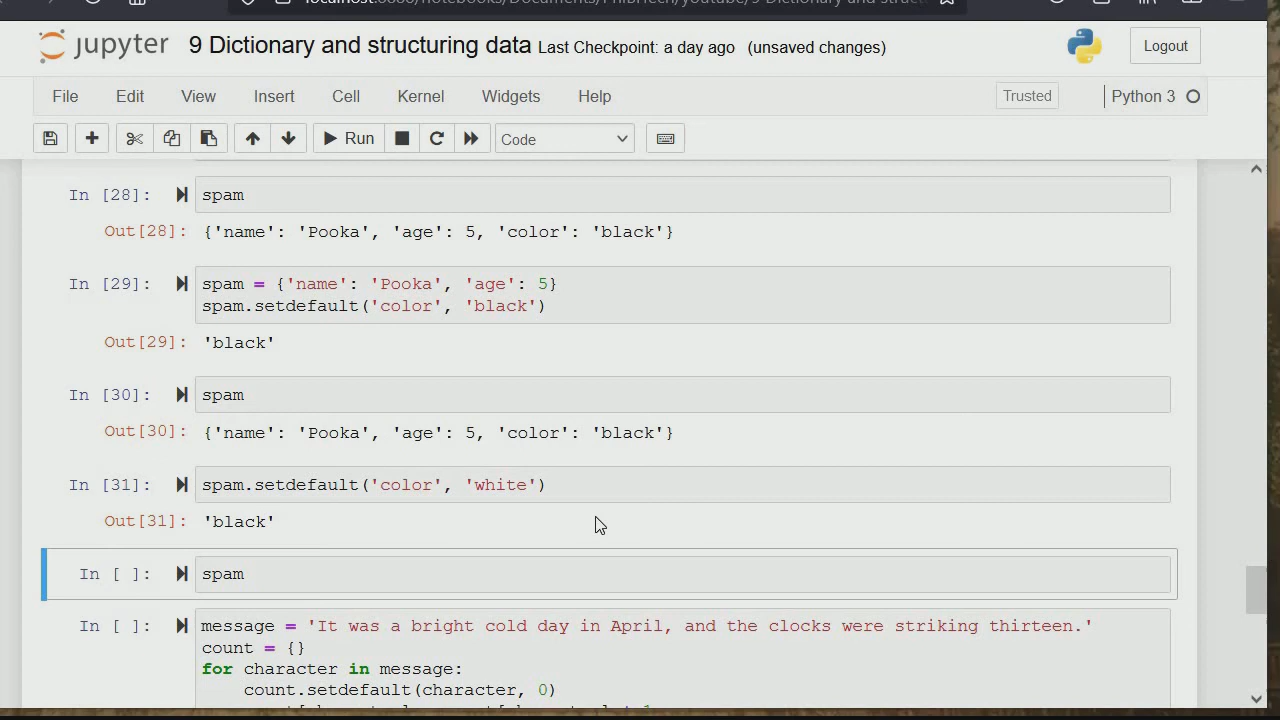 jupyter 9 Dictionary and structuring data Last Checkpoint: a day ago (unsaved changes) Logout
File Edit View Insert Cell Kernel Widgets Help Trusted Python 3
Run Code
In [28]: spam
Out[28]: {'name': 'Pooka', 'age': 5, 'color': 'black'}
In [29]: spam = {'name': 'Pooka', 'age': 5}
spam.setdefault('color', 'black')
Out[29]: 'black'
In [30]: spam
Out[30]: {'name': 'Pooka', 'age': 5, 'color': 'black'}
In [31]: spam.setdefault('color', 'white')
Out[31]: 'black'
In [ ]: spam
In [ ]: message = 'It was a bright cold day in April, and the clocks were striking thirteen.'
count = {}
for character in message:
count.setdefault(character, 0)